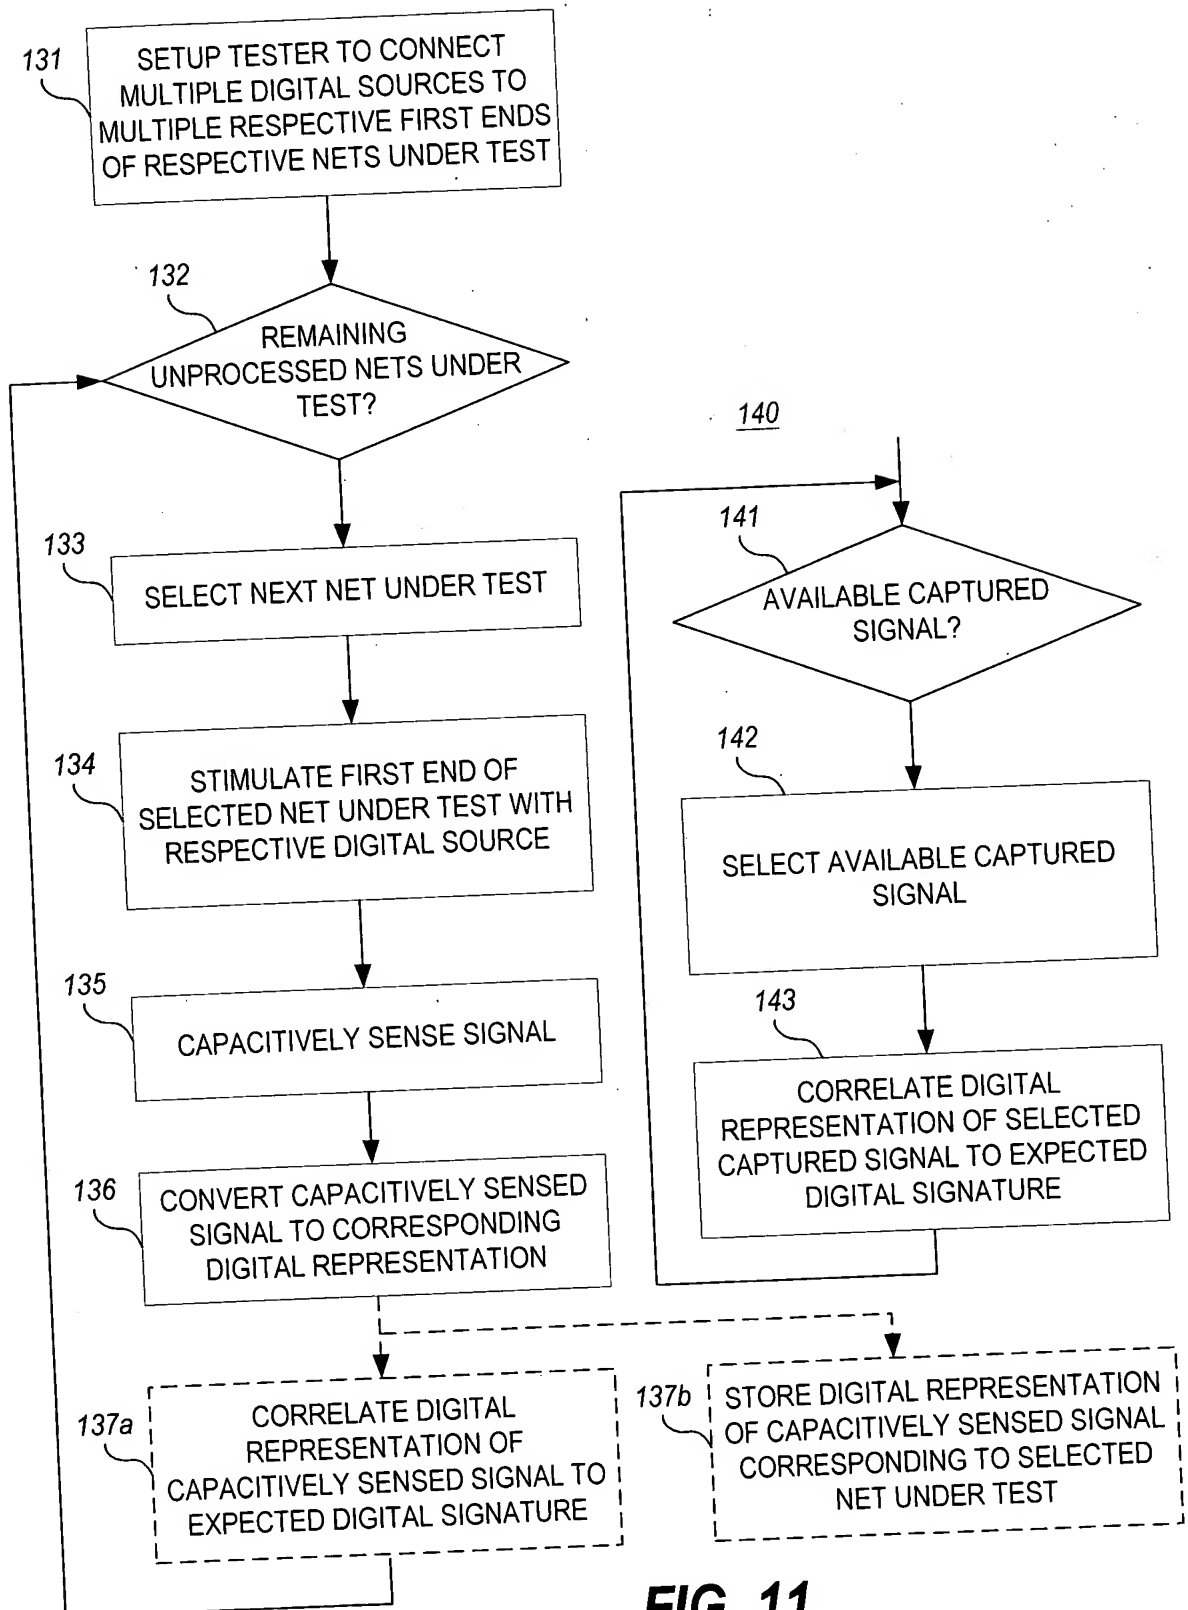 131
SETUP TESTER TO CONNECT
MULTIPLE DIGITAL SOURCES TO
MULTIPLE RESPECTIVE FIRST ENDS
OF RESPECTIVE NETS UNDER TEST
132
REMAINING
UNPROCESSED NETS UNDER
TEST?
133
SELECT NEXT NET UNDER TEST
134
STIMULATE FIRST END OF
SELECTED NET UNDER TEST WITH
RESPECTIVE DIGITAL SOURCE
135
CAPACITIVELY SENSE SIGNAL
136
CONVERT CAPACITIVELY SENSED
SIGNAL TO CORRESPONDING
DIGITAL REPRESENTATION
137a
CORRELATE DIGITAL
REPRESENTATION OF
CAPACITIVELY SENSED SIGNAL TO
EXPECTED DIGITAL SIGNATURE
137b
STORE DIGITAL REPRESENTATION
OF CAPACITIVELY SENSED SIGNAL
CORRESPONDING TO SELECTED
NET UNDER TEST
140
141
AVAILABLE CAPTURED
SIGNAL?
142
SELECT AVAILABLE CAPTURED
SIGNAL
143
CORRELATE DIGITAL
REPRESENTATION OF SELECTED
CAPTURED SIGNAL TO EXPECTED
DIGITAL SIGNATURE
FIG. 11